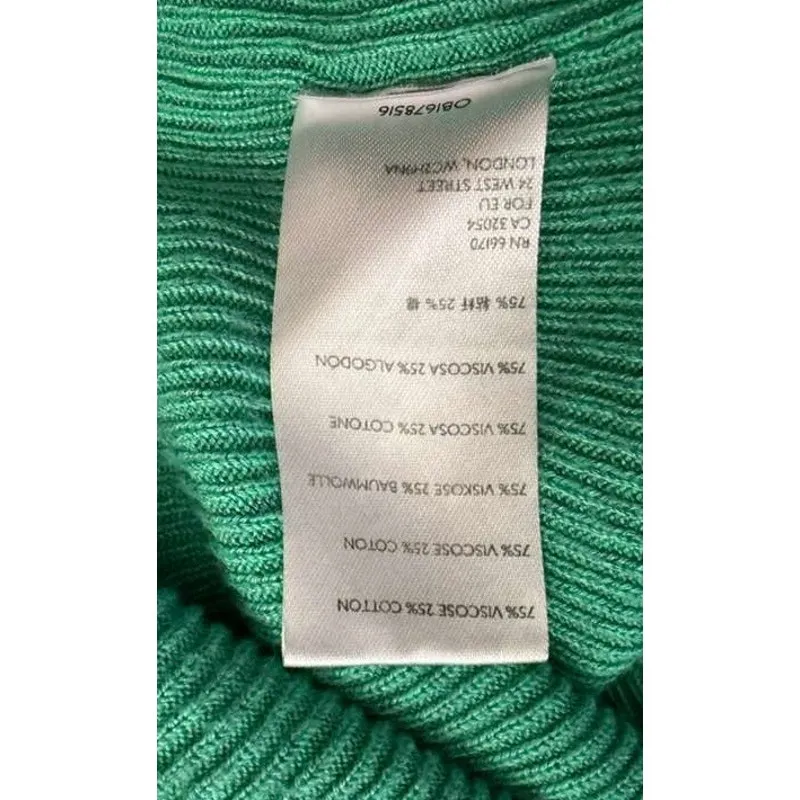 75% VISCOSE 25% COTTON
75% VISCOSE 25% COTON
75% VISKOSE 25% BAUMWOLLE
75% VISCOSA 25% COTONE
75% VISCOSA 25% ALGODÓN
75% 粘纤 25% 棉
RN 66170
CA 32054
FOR EU
24 WEST STREET
LONDON, WC2H9NA
OB1678516